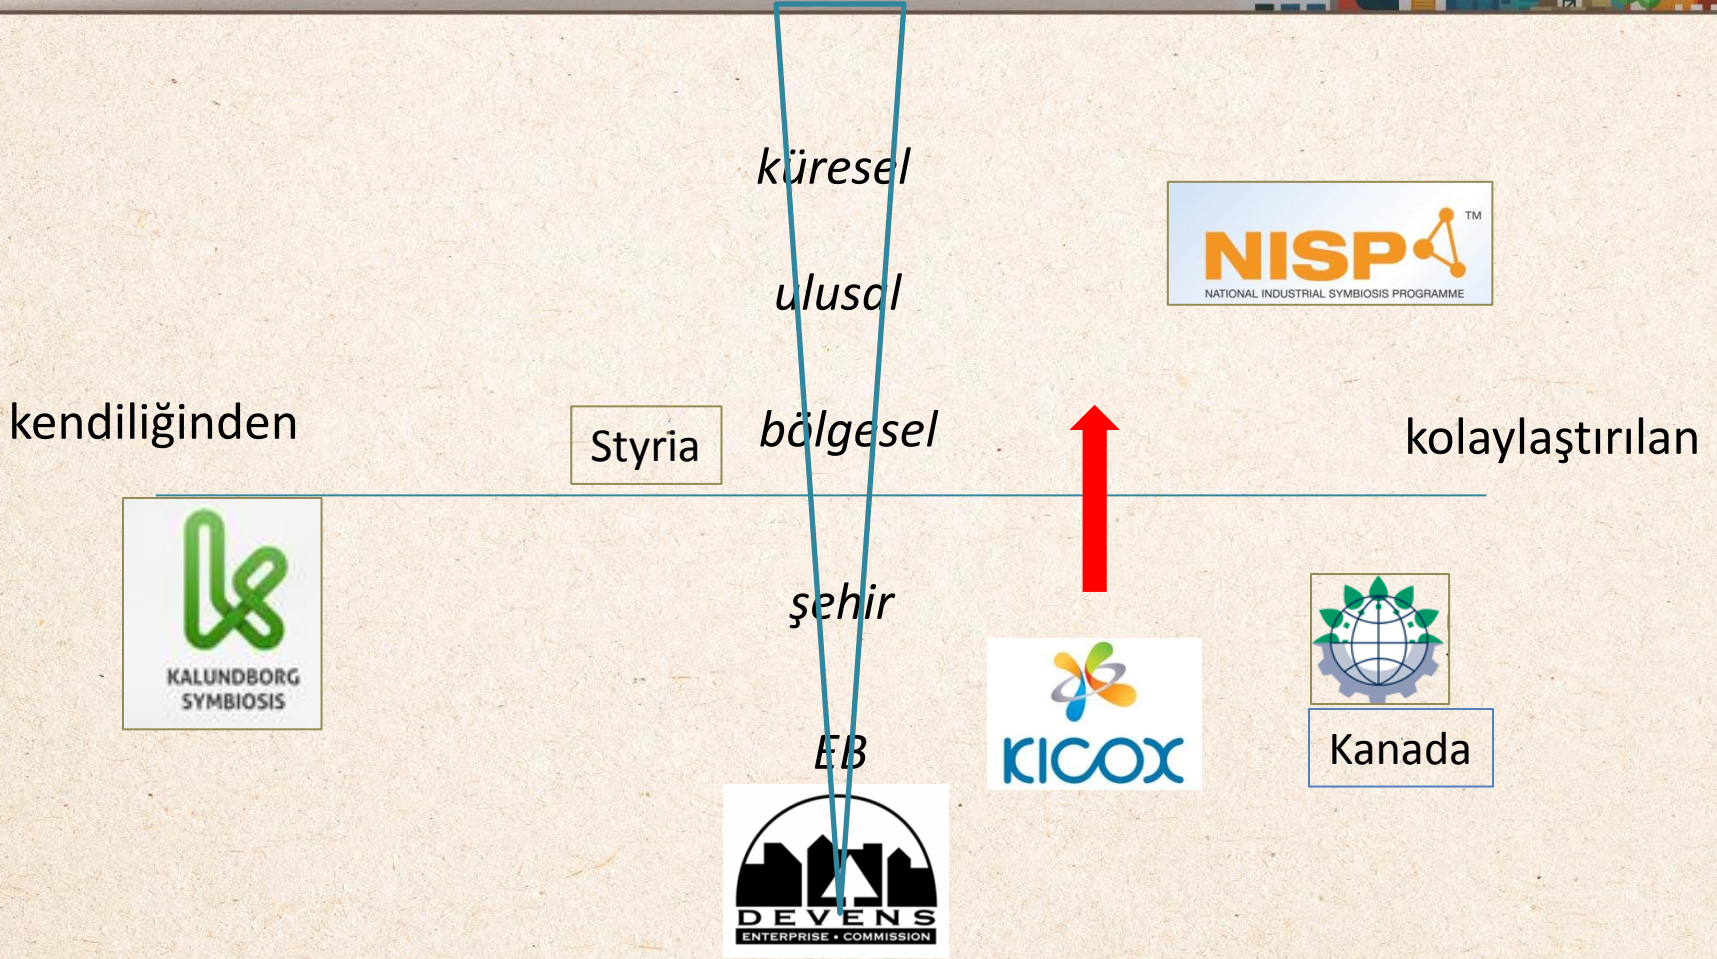 küresel
NISP
TM
NATIONAL INDUSTRIAL SYMBIOSIS PROGRAMME
ulusal
kendiliğinden
Styria
bölgesel
kolaylaştırılan
KALUNDBORG
SYMBIOSIS
şehir
EB
KICOX
Kanada
DEVENS
ENTERPRISE • COMMISSION